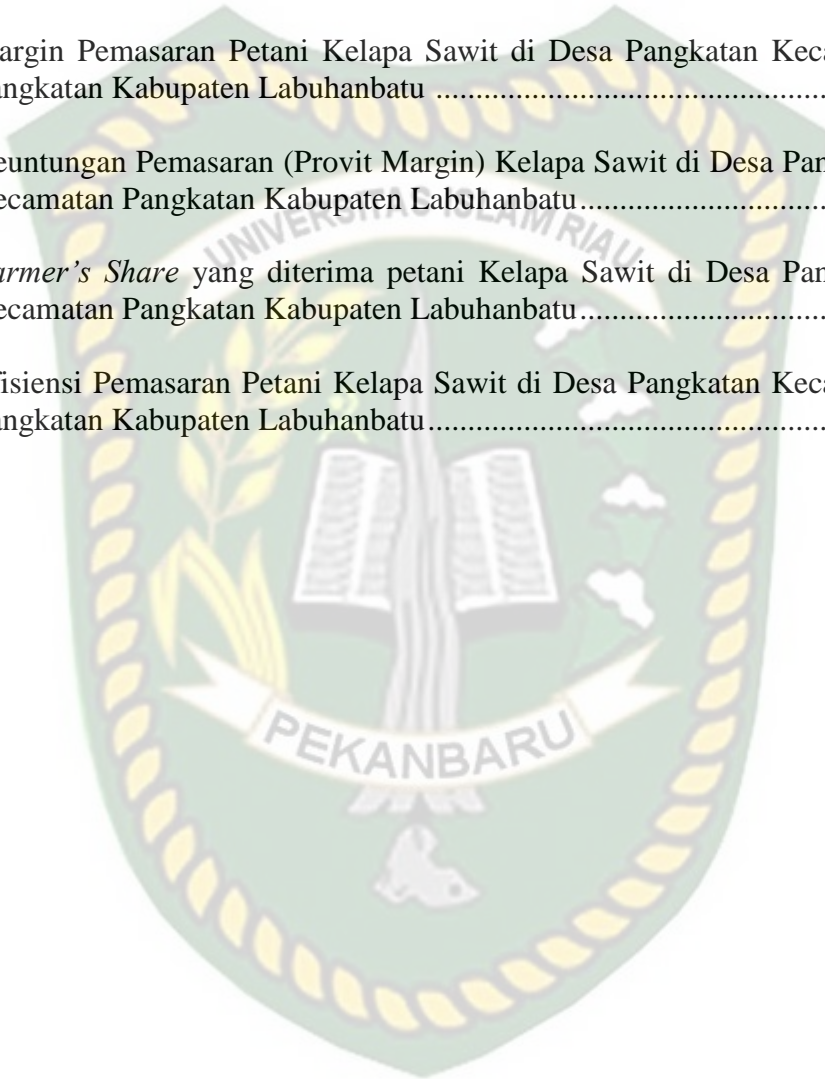 argin Pemasaran Petani Kelapa Sawit di Desa Pangkatan Keca
angkatan Kabupaten Labuhanbatu ..........................................
euntungan Pemasaran (Provit Margin) Kelapa Sawit di Desa Pan
ecamatan Pangkatan Kabupaten Labuhanbatu..............................
UNIVERSITAS ISLAM RIAU
armer's Share yang diterima petani Kelapa Sawit di Desa Pan
ecamatan Pangkatan Kabupaten Labuhanbatu..............................
fisiensi Pemasaran Petani Kelapa Sawit di Desa Pangkatan Keca
angkatan Kabupaten Labuhanbatu..........................................
PEKANBARU